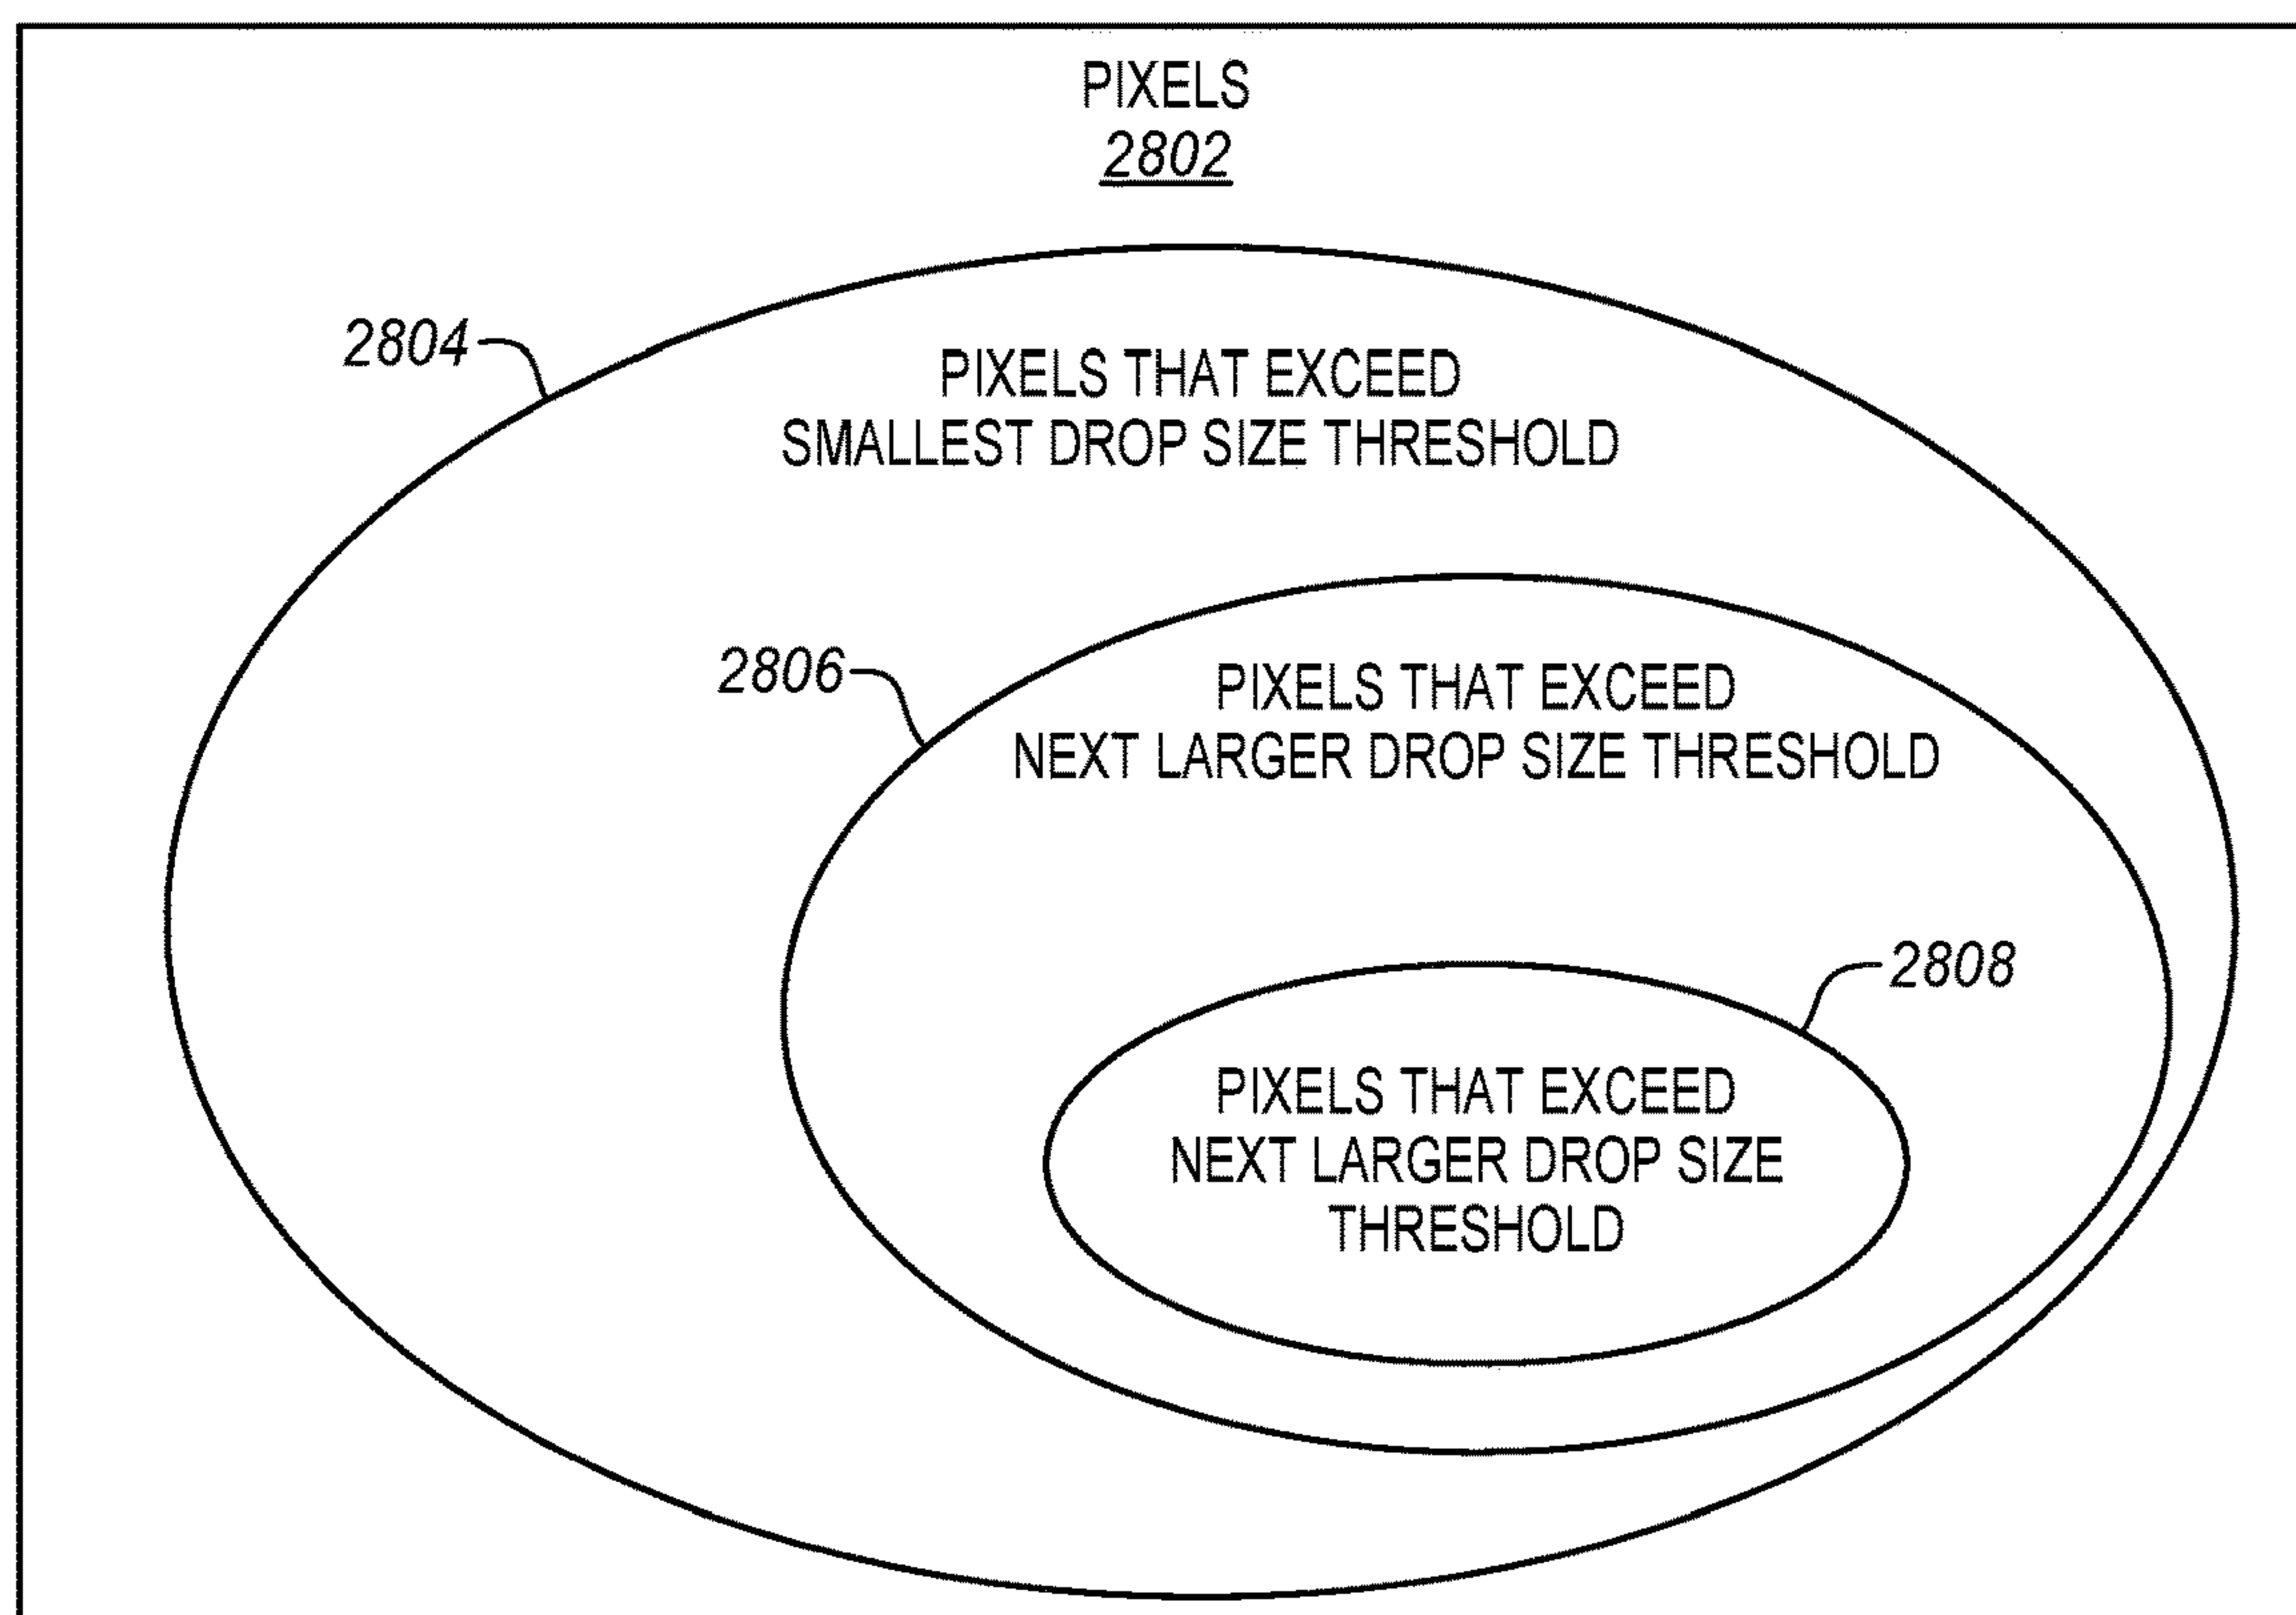 PIXELS
2802
2804
PIXELS THAT EXCEED
SMALLEST DROP SIZE THRESHOLD
2806
PIXELS THAT EXCEED
NEXT LARGER DROP SIZE THRESHOLD
2808
PIXELS THAT EXCEED
NEXT LARGER DROP SIZE
THRESHOLD